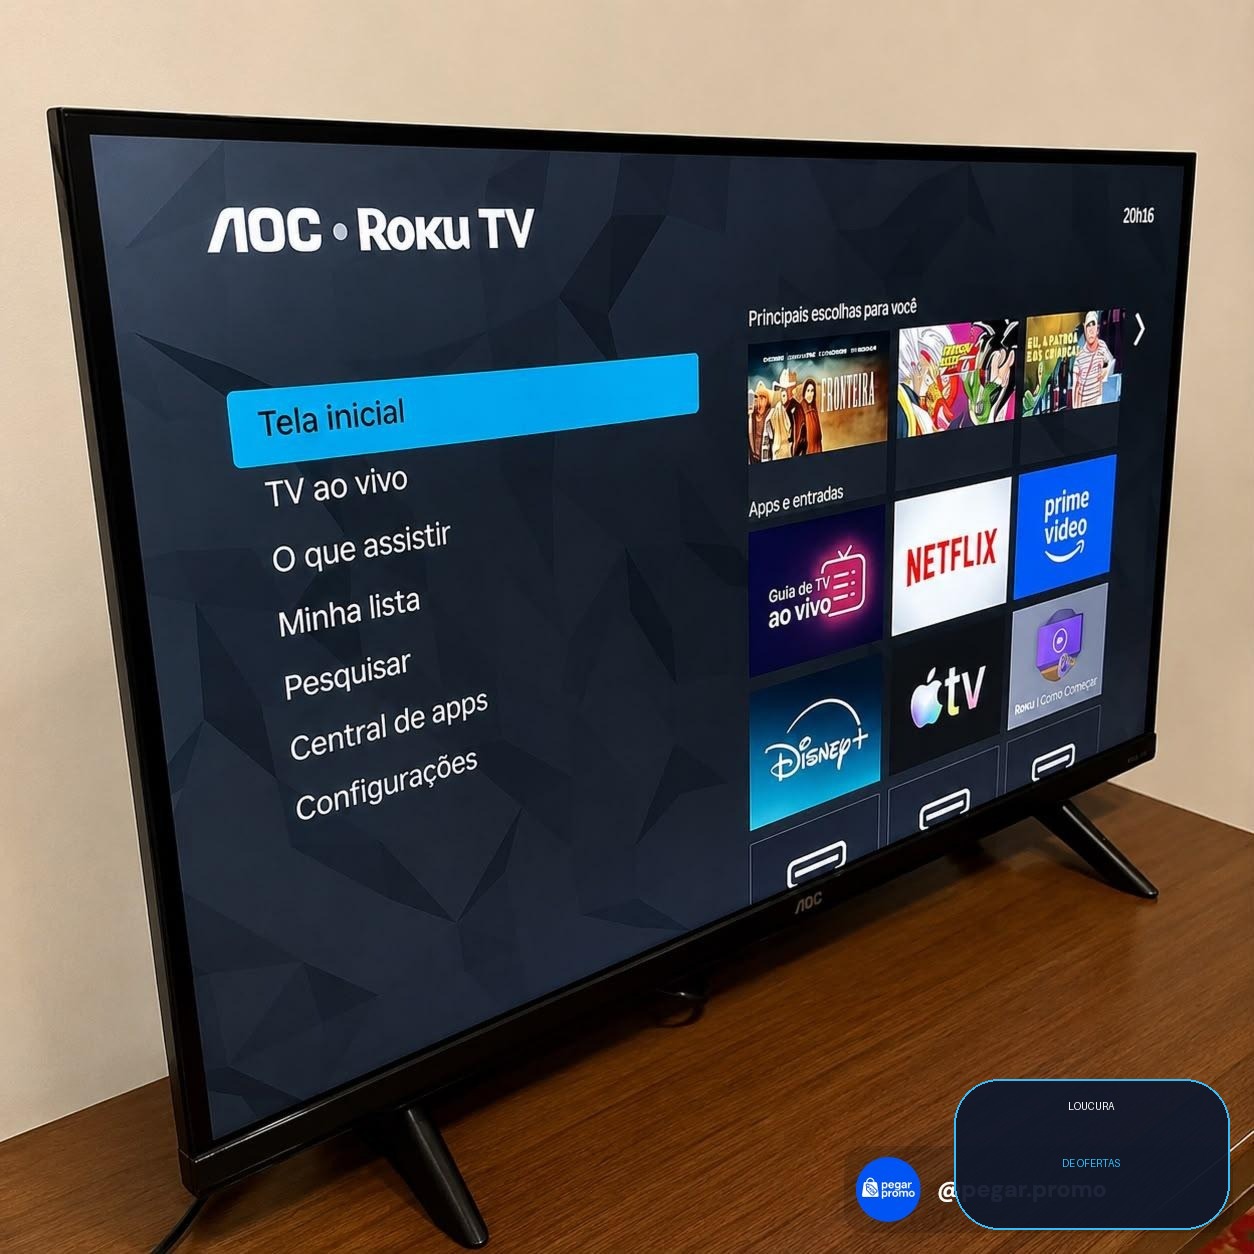 AOC • Roku TV
20h16
Principais escolhas para você
Tela inicial
TV ao vivo
O que assistir
Minha lista
Pesquisar
Central de apps
Configurações
FRONTEIRA
EU, A PATROA
E AS CRIANÇAS
Apps e entradas
Guia de TV
ao vivo
NETFLIX
prime
video
Disney+
tv
Roku | Como Começar
AOC
LOUCURA
DE OFERTAS
pegar
promo
@pegar.promo